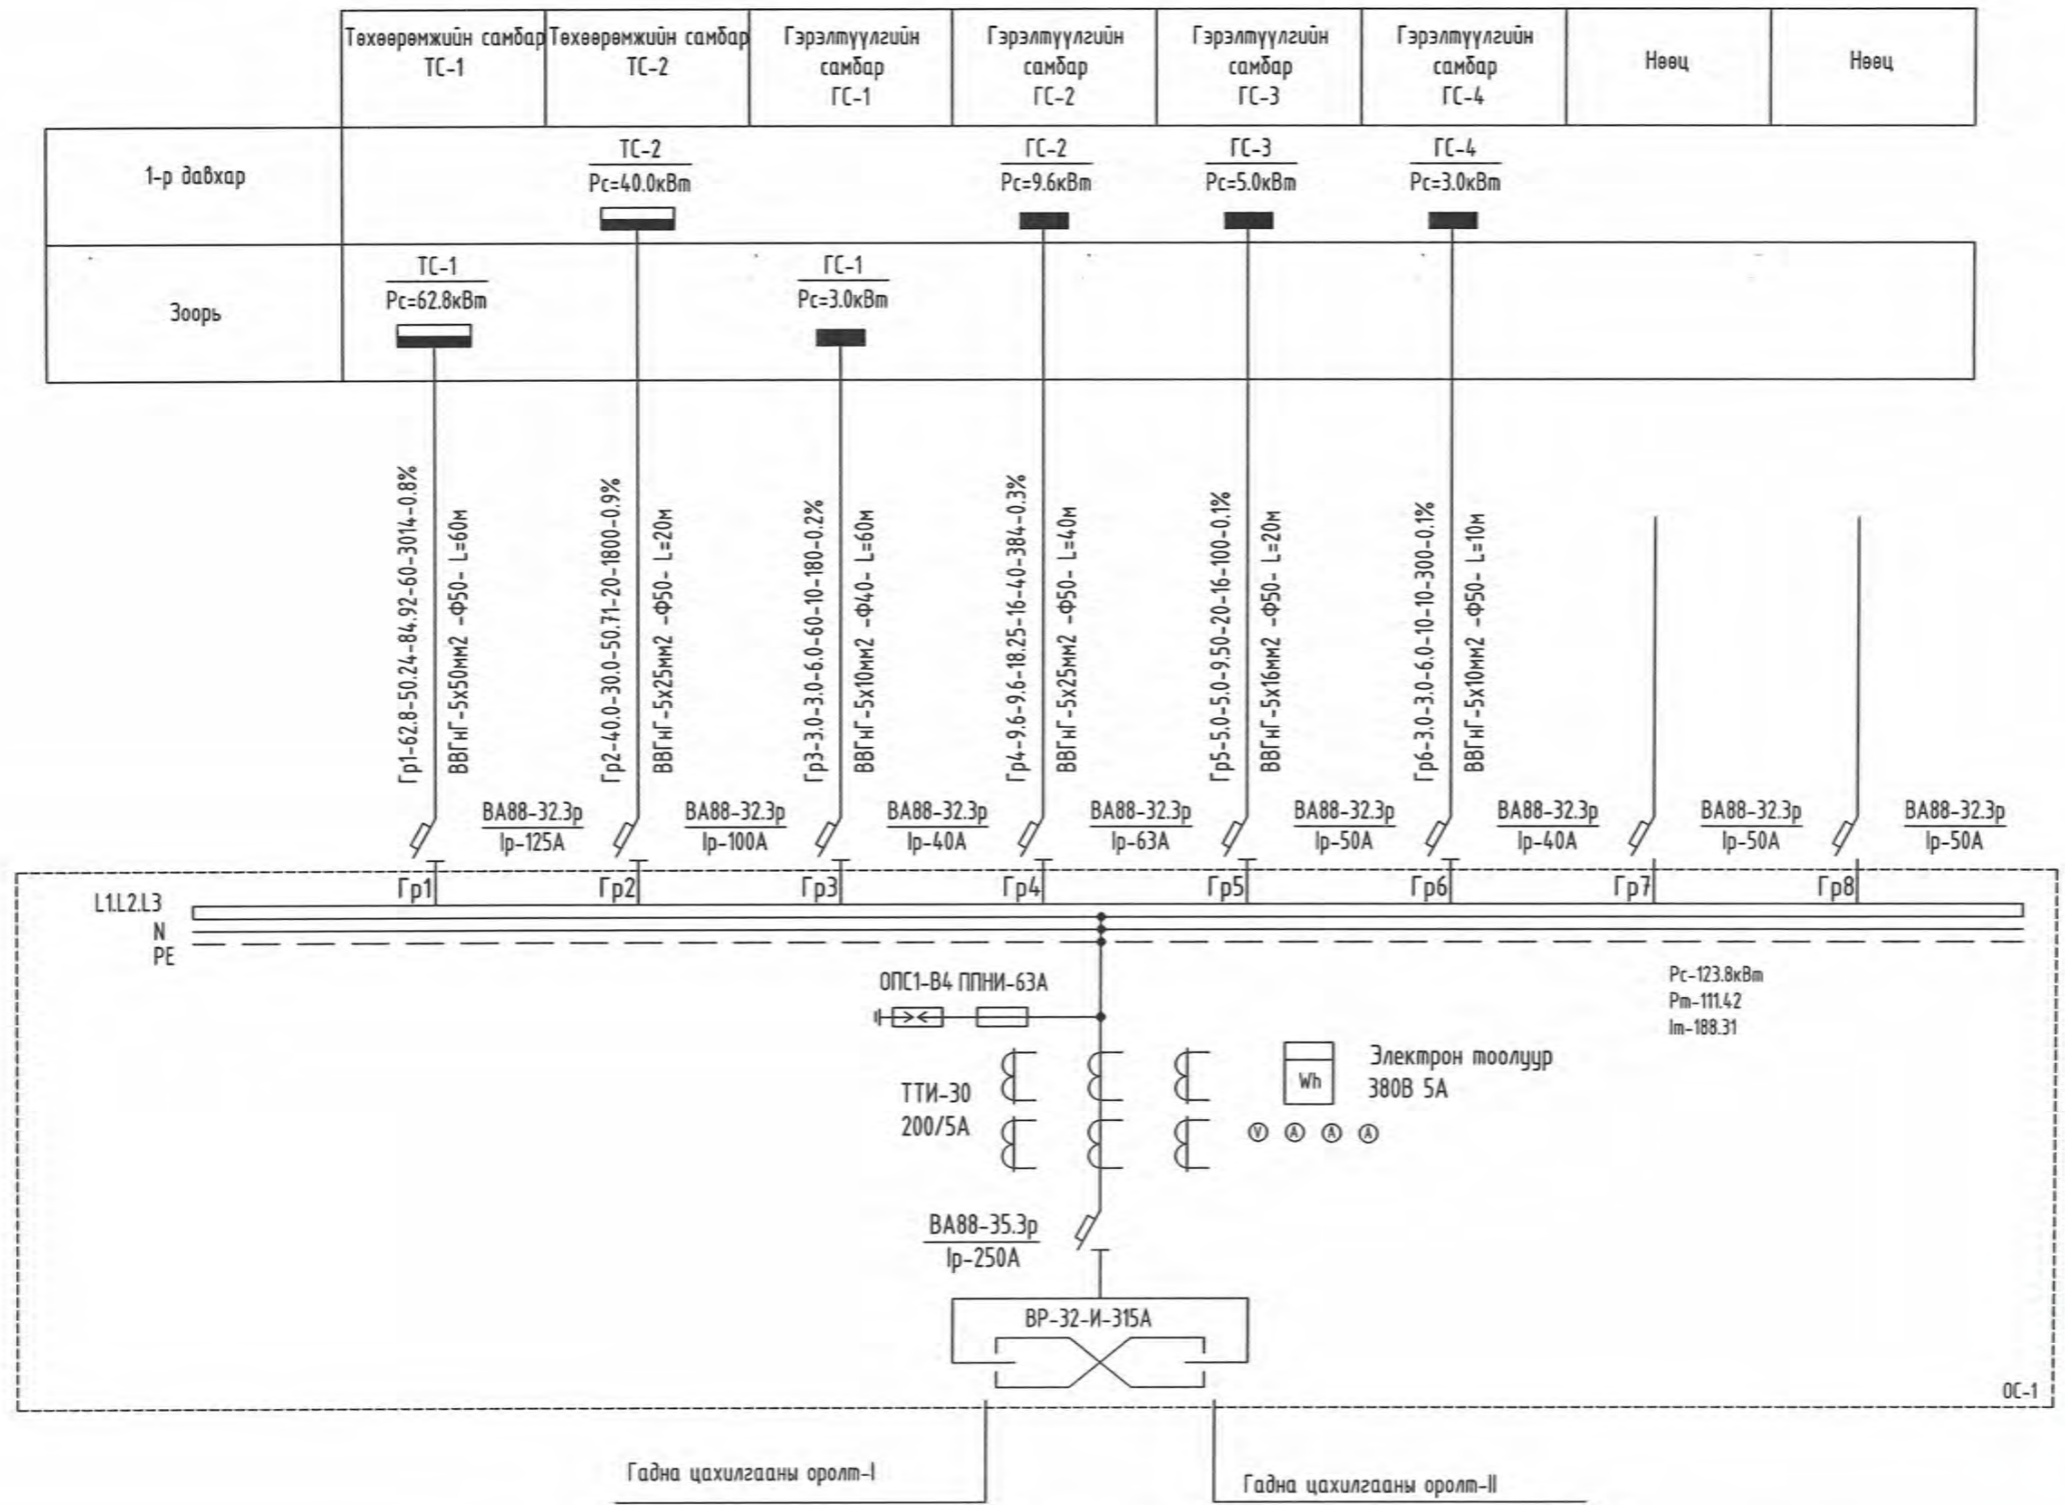 Төхөөрөмжийн самбар
ТС-1
Төхөөрөмжийн самбар
ТС-2
Гэрэлтүүлгийн
самбар
ГС-1
Гэрэлтүүлгийн
самбар
ГС-2
Гэрэлтүүлгийн
самбар
ГС-3
Гэрэлтүүлгийн
самбар
ГС-4
Нөөц
Нөөц
1-р давхар
ТС-2
Рс=40.0кВт
ГС-2
Рс=9.6кВт
ГС-3
Рс=5.0кВт
ГС-4
Рс=3.0кВт
Зоорь
ТС-1
Рс=62.8кВт
ГС-1
Рс=3.0кВт
Гр1-62.8-50.24-84.92-60-3014-0.8%
ВВГнГ-5х50мм2 -Ф50- L=60м
Гр2-40.0-30.0-50.71-20-1800-0.9%
ВВГнГ-5х25мм2 -Ф50- L=20м
Гр3-3.0-3.0-6.0-60-10-180-0.2%
ВВГнГ-5х10мм2 -Ф40- L=60м
Гр4-9.6-9.6-18.25-16-40-384-0.3%
ВВГнГ-5х25мм2 -Ф50- L=40м
Гр5-5.0-5.0-9.50-20-16-100-0.1%
ВВГнГ-5х16мм2 -Ф50- L=20м
Гр6-3.0-3.0-6.0-10-10-300-0.1%
ВВГнГ-5х10мм2 -Ф50- L=10м
ВА88-32.3р
Iр-125А
ВА88-32.3р
Iр-100А
ВА88-32.3р
Iр-40А
ВА88-32.3р
Iр-63А
ВА88-32.3р
Iр-50А
ВА88-32.3р
Iр-40А
ВА88-32.3р
Iр-50А
ВА88-32.3р
Iр-50А
Гр1
Гр2
Гр3
Гр4
Гр5
Гр6
Гр7
Гр8
L1.L2.L3
N
PE
ОПС1-В4 ППНИ-63А
Рс-123.8кВт
Рт-111.42
Iт-188.31
ТТИ-30
200/5А
Wh
Электрон тоолуур
380В 5А
V A A A
ВА88-35.3р
Iр-250А
ВР-32-И-315А
ОС-1
Гадна цахилгааны оролт-I
Гадна цахилгааны оролт-II